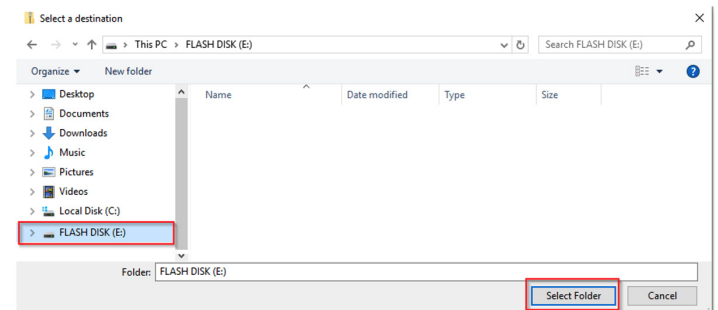 Select a destination
This PC > FLASH DISK (E:)
Search FLASH DISK (E:)
Organize
New folder
Name
Date modified
Type
Size
Desktop
Documents
Downloads
Music
Pictures
Videos
Local Disk (C:)
FLASH DISK (E:)
Folder: FLASH DISK (E:)
Select Folder
Cancel